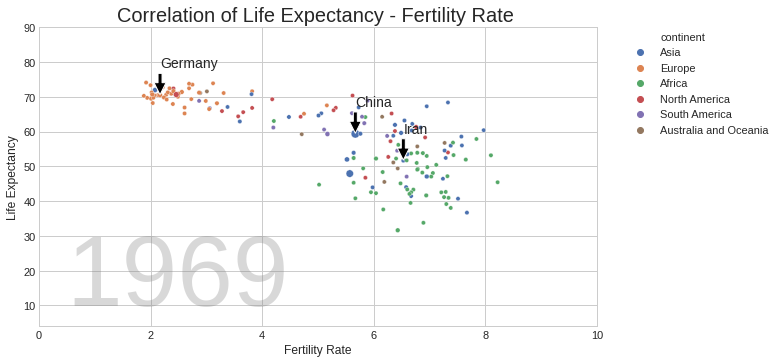 Correlation of Life Expectancy - Fertility Rate
90
80
70
60
50
40
30
20
10
Life Expectancy
Germany
China
Iran
1969
0
2
4
6
8
10
Fertility Rate
continent
Asia
Europe
Africa
North America
South America
Australia and Oceania